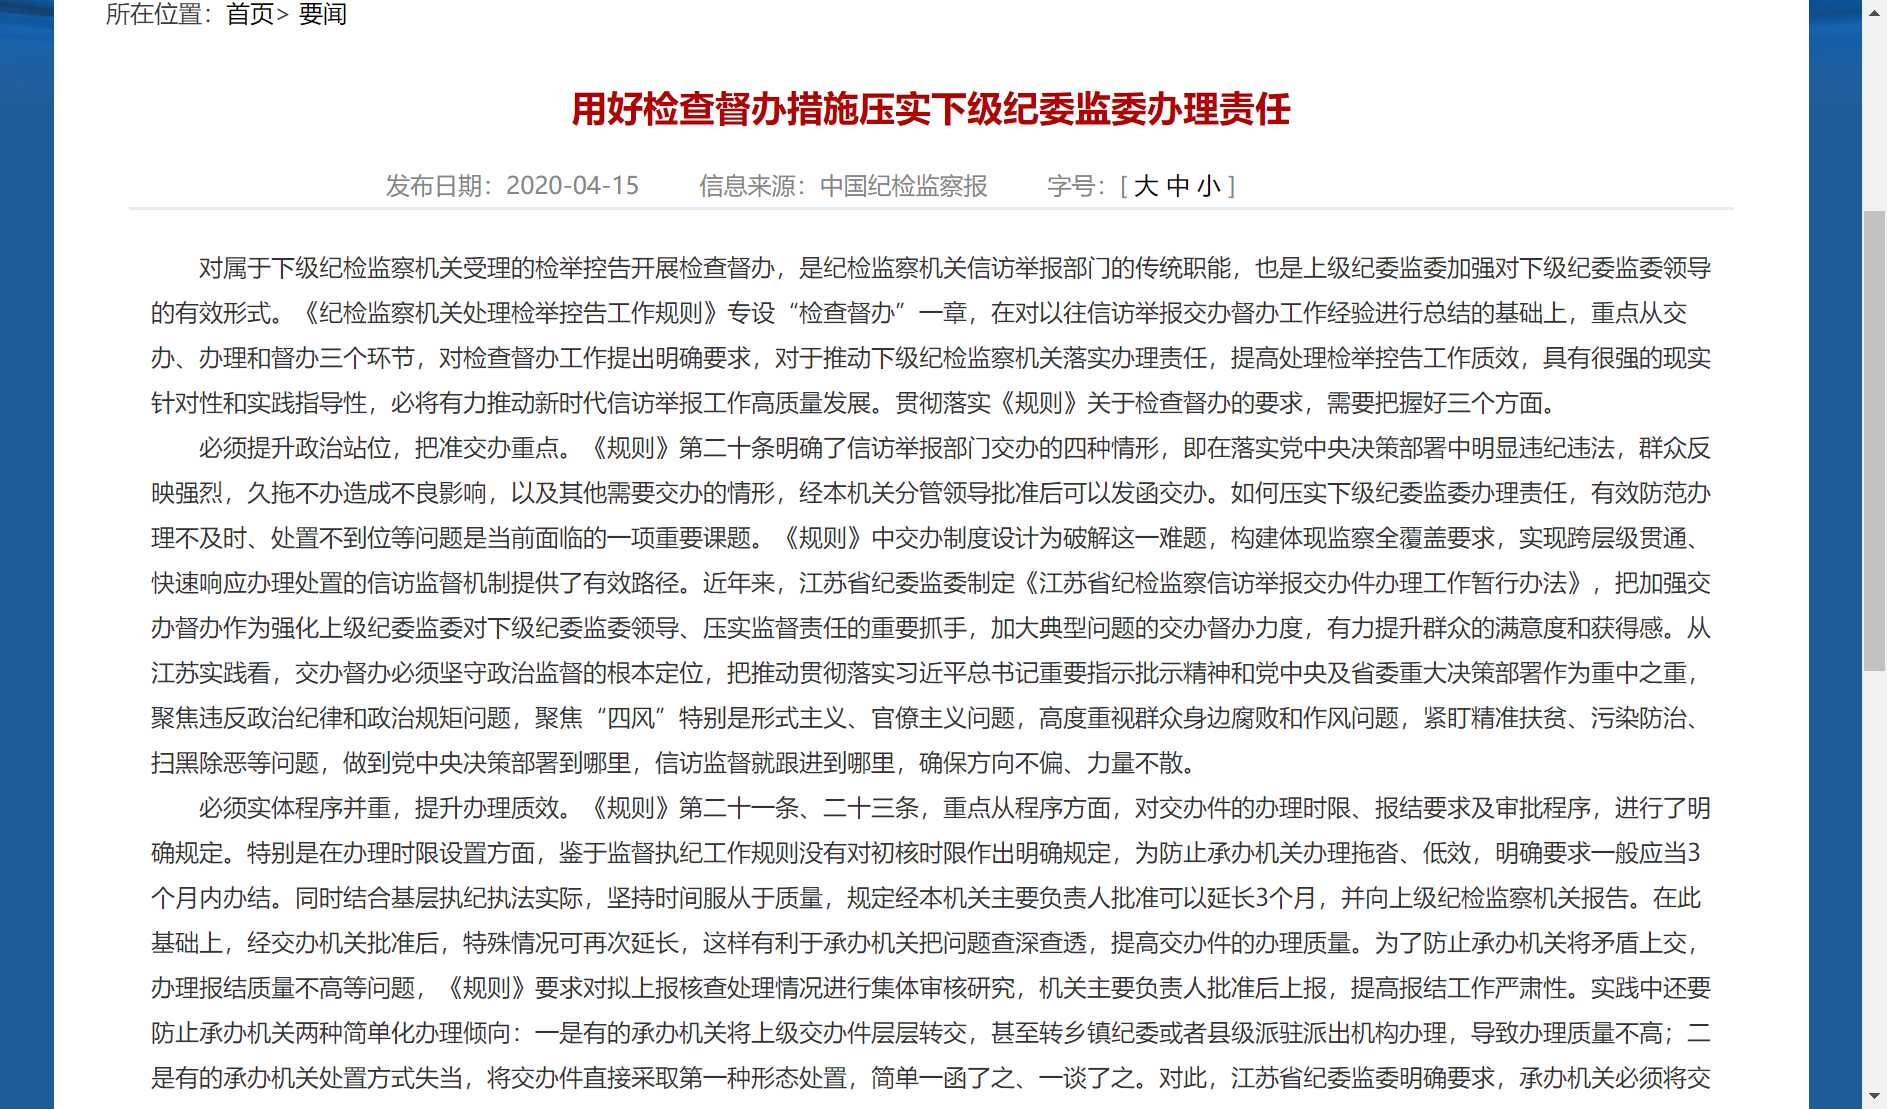 所在位置：首页> 要闻
用好检查督办措施压实下级纪委监委办理责任
发布日期：2020-04-15 信息来源：中国纪检监察报 字号：[ 大 中 小 ]
对属于下级纪检监察机关受理的检举控告开展检查督办，是纪检监察机关信访举报部门的传统职能，也是上级纪委监委加强对下级纪委监委领导
的有效形式。《纪检监察机关处理检举控告工作规则》专设“检查督办”一章，在对以往信访举报交办督办工作经验进行总结的基础上，重点从交
办、办理和督办三个环节，对检查督办工作提出明确要求，对于推动下级纪检监察机关落实办理责任，提高处理检举控告工作质效，具有很强的现实
针对性和实践指导性，必将有力推动新时代信访举报工作高质量发展。贯彻落实《规则》关于检查督办的要求，需要把握好三个方面。
必须提升政治站位，把准交办重点。《规则》第二十条明确了信访举报部门交办的四种情形，即在落实党中央决策部署中明显违纪违法，群众反
映强烈，久拖不办造成不良影响，以及其他需要交办的情形，经本机关分管领导批准后可以发函交办。如何压实下级纪委监委办理责任，有效防范办
理不及时、处置不到位等问题是当前面临的一项重要课题。《规则》中交办制度设计为破解这一难题，构建体现监察全覆盖要求，实现跨层级贯通、
快速响应办理处置的信访监督机制提供了有效路径。近年来，江苏省纪委监委制定《江苏省纪检监察信访举报交办件办理工作暂行办法》，把加强交
办督办作为强化上级纪委监委对下级纪委监委领导、压实监督责任的重要抓手，加大典型问题的交办督办力度，有力提升群众的满意度和获得感。从
江苏实践看，交办督办必须坚守政治监督的根本定位，把推动贯彻落实习近平总书记重要指示批示精神和党中央及省委重大决策部署作为重中之重，
聚焦违反政治纪律和政治规矩问题，聚焦“四风”特别是形式主义、官僚主义问题，高度重视群众身边腐败和作风问题，紧盯精准扶贫、污染防治、
扫黑除恶等问题，做到党中央决策部署到哪里，信访监督就跟进到哪里，确保方向不偏、力量不散。
必须实体程序并重，提升办理质效。《规则》第二十一条、二十三条，重点从程序方面，对交办件的办理时限、报结要求及审批程序，进行了明
确规定。特别是在办理时限设置方面，鉴于监督执纪工作规则没有对初核时限作出明确规定，为防止承办机关办理拖沓、低效，明确要求一般应当3
个月内办结。同时结合基层执纪执法实际，坚持时间服从于质量，规定经本机关主要负责人批准可以延长3个月，并向上级纪检监察机关报告。在此
基础上，经交办机关批准后，特殊情况可再次延长，这样有利于承办机关把问题查深查透，提高交办件的办理质量。为了防止承办机关将矛盾上交，
办理报结质量不高等问题，《规则》要求对拟上报核查处理情况进行集体审核研究，机关主要负责人批准后上报，提高报结工作严肃性。实践中还要
防止承办机关两种简单化办理倾向：一是有的承办机关将上级交办件层层转交，甚至转乡镇纪委或者县级派驻派出机构办理，导致办理质量不高；二
是有的承办机关处置方式失当，将交办件直接采取第一种形态处置，简单一函了之、一谈了之。对此，江苏省纪委监委明确要求，承办机关必须将交